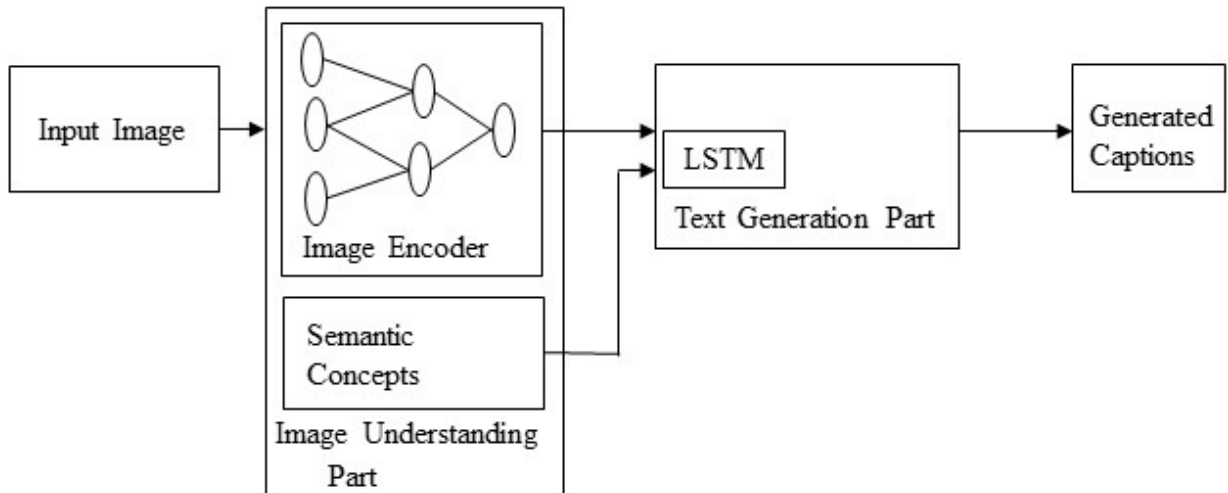 Input Image
Image Encoder
Semantic
Concepts
Image Understanding
Part
LSTM
Text Generation Part
Generated
Captions